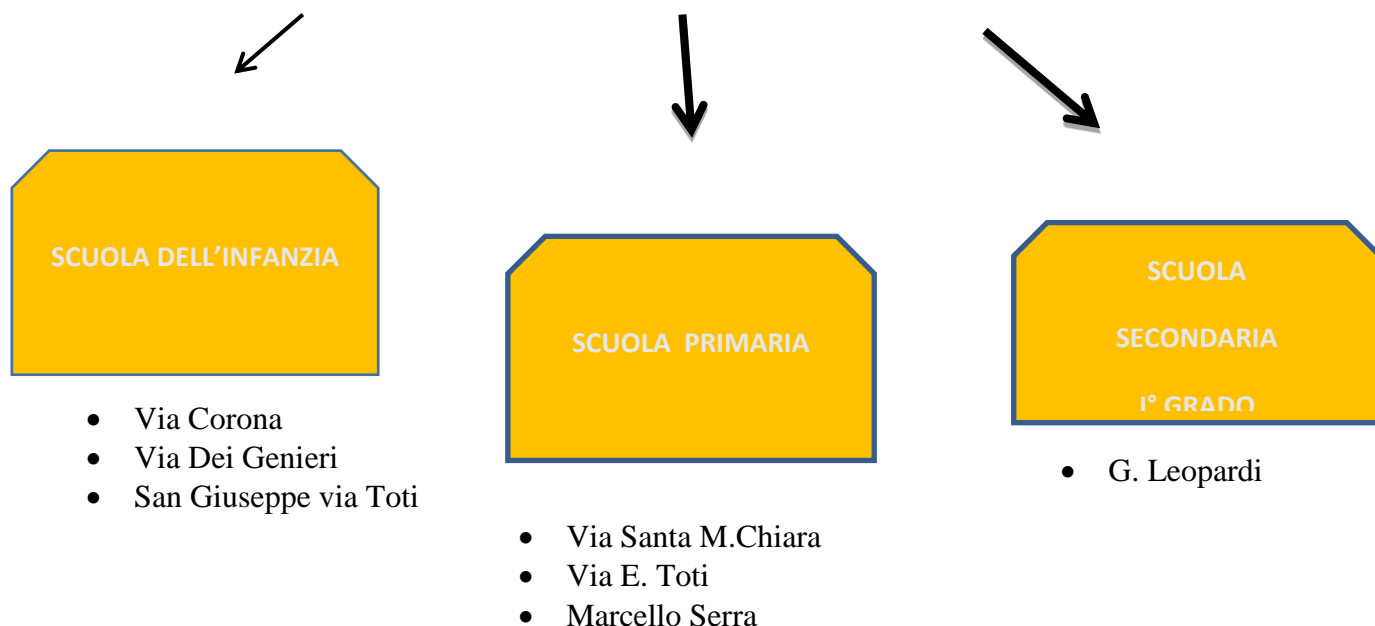 SCUOLA DELL’INFANZIA
• Via Corona
• Via Dei Genieri
• San Giuseppe via Toti
SCUOLA PRIMARIA
• Via Santa M.Chiara
• Via E. Toti
• Marcello Serra
SCUOLA
SECONDARIA
I° GRADO
• G. Leopardi